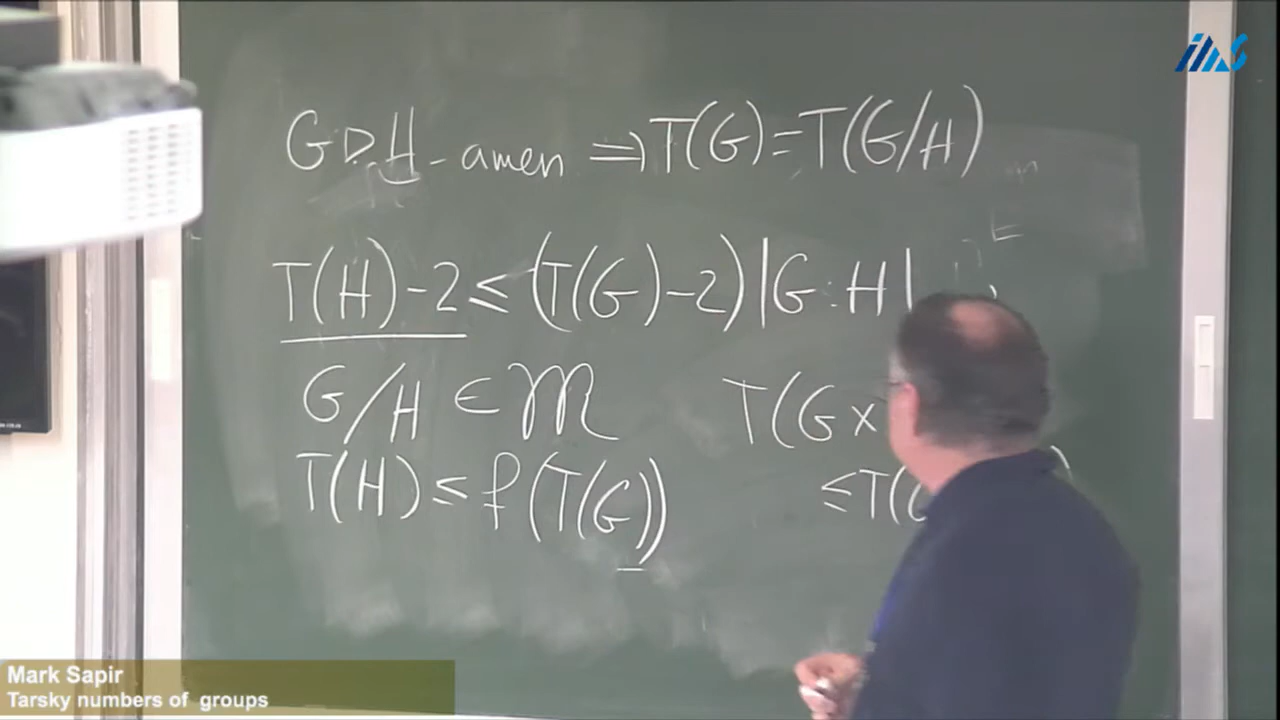 G ⊳ H - amen ⇒ T(G) = T(G/H)
T(H) - 2 ≤ (T(G) - 2) |G : H|
G/H ∈ 𝓜
T(G ×
T(H) ≤ f(T(G))
≤ T(
Mark Sapir
Tarsky numbers of groups